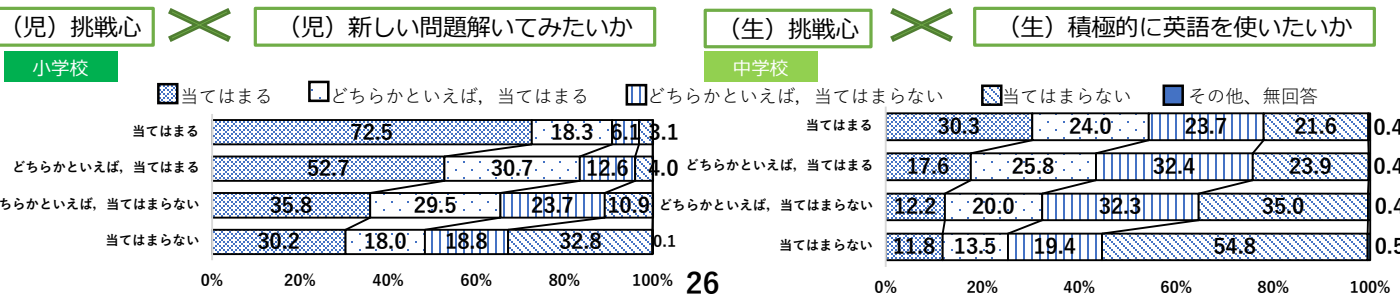 （児）挑戦心
（児）新しい問題解いてみたいか
（生）挑戦心
（生）積極的に英語を使いたいか
小学校
中学校
当てはまる
どちらかといえば，当てはまる
どちらかといえば，当てはまらない
当てはまらない
その他、無回答
当てはまる
72.5
18.3
6.1
3.1
どちらかといえば，当てはまる
52.7
30.7
12.6
4.0
ちらかといえば，当てはまらない
35.8
29.5
23.7
10.9
当てはまらない
30.2
18.0
18.8
32.8
0.1
0%
20%
40%
60%
80%
100%
26
当てはまる
30.3
24.0
23.7
21.6
0.4
どちらかといえば，当てはまる
17.6
25.8
32.4
23.9
0.4
どちらかといえば，当てはまらない
12.2
20.0
32.3
35.0
0.4
当てはまらない
11.8
13.5
19.4
54.8
0.5
0%
20%
40%
60%
80%
100%